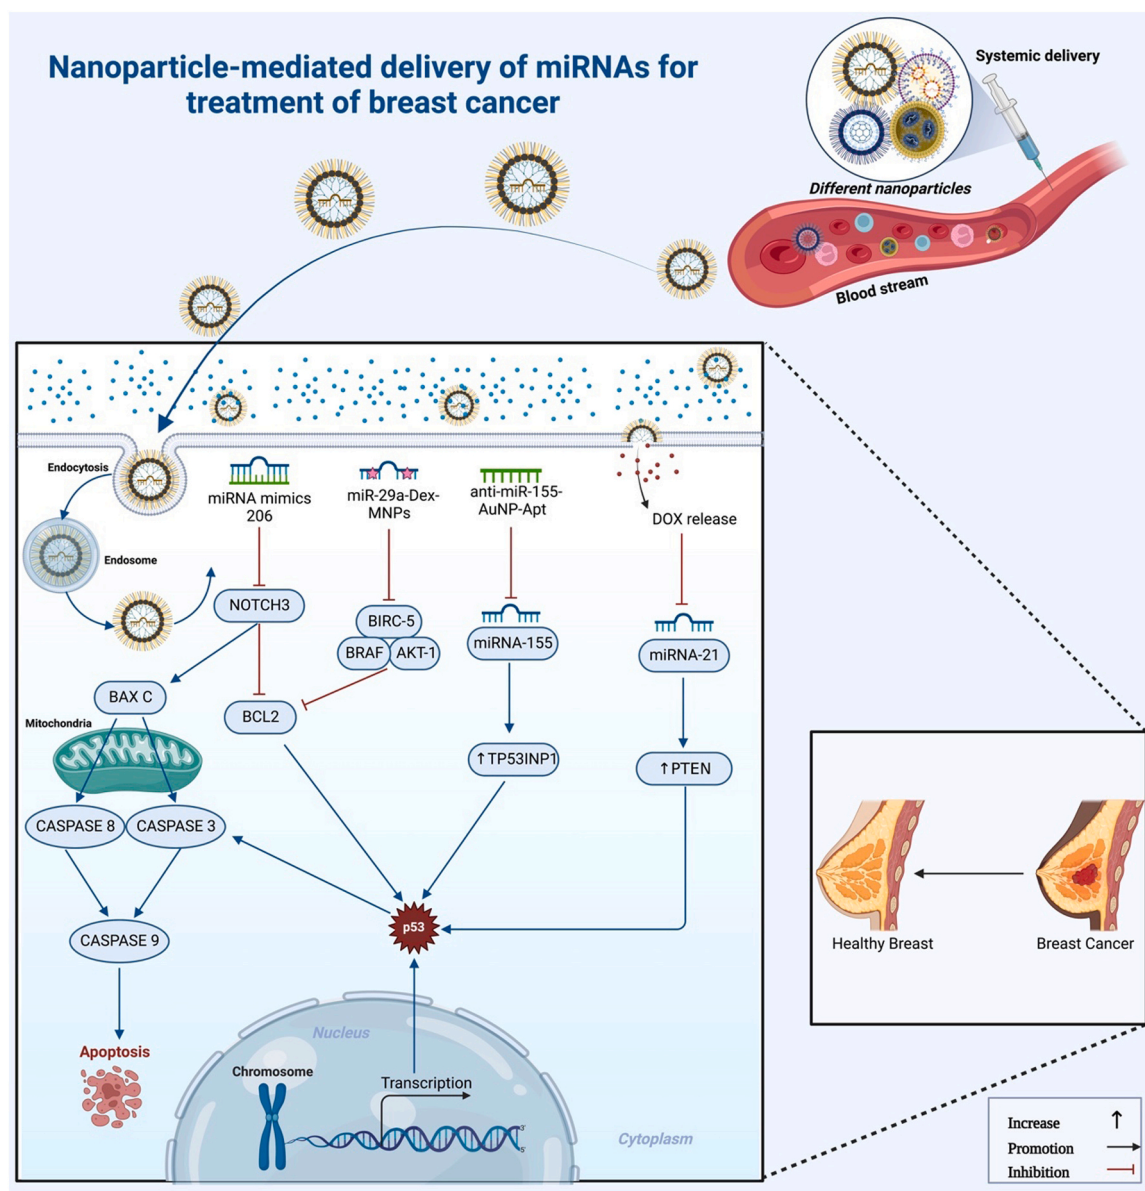 Nanoparticle-mediated delivery of miRNAs for
treatment of breast cancer
Systemic delivery
Different nanoparticles
Blood stream
Endocytosis
Endosome
miRNA mimics
206
miR-29a-Dex-
MNPs
anti-miR-155-
AuNP-Apt
DOX release
NOTCH3
BIRC-5
BRAF
AKT-1
miRNA-155
miRNA-21
BAX C
BCL2
Mitochondria
↑TP53INP1
↑PTEN
CASPASE 8
CASPASE 3
p53
CASPASE 9
Healthy Breast
Breast Cancer
Apoptosis
Nucleus
Chromosome
Transcription
3'
5'
Cytoplasm
Increase ↑
Promotion
Inhibition